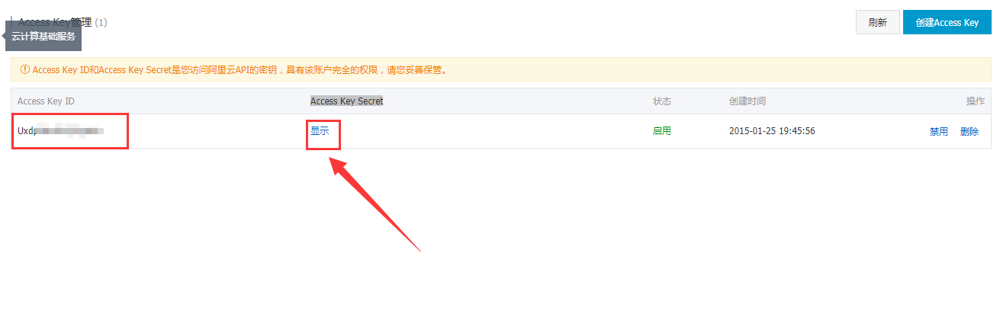 Access Key管理 (1)
刷新
创建Access Key
云计算基础服务
Access Key ID和Access Key Secret是您访问阿里云API的密钥，具有该账户完全的权限，请您妥善保管。
Access Key ID
Access Key Secret
状态
创建时间
操作
Uxd
显示
启用
2015-01-25 19:45:56
禁用
删除